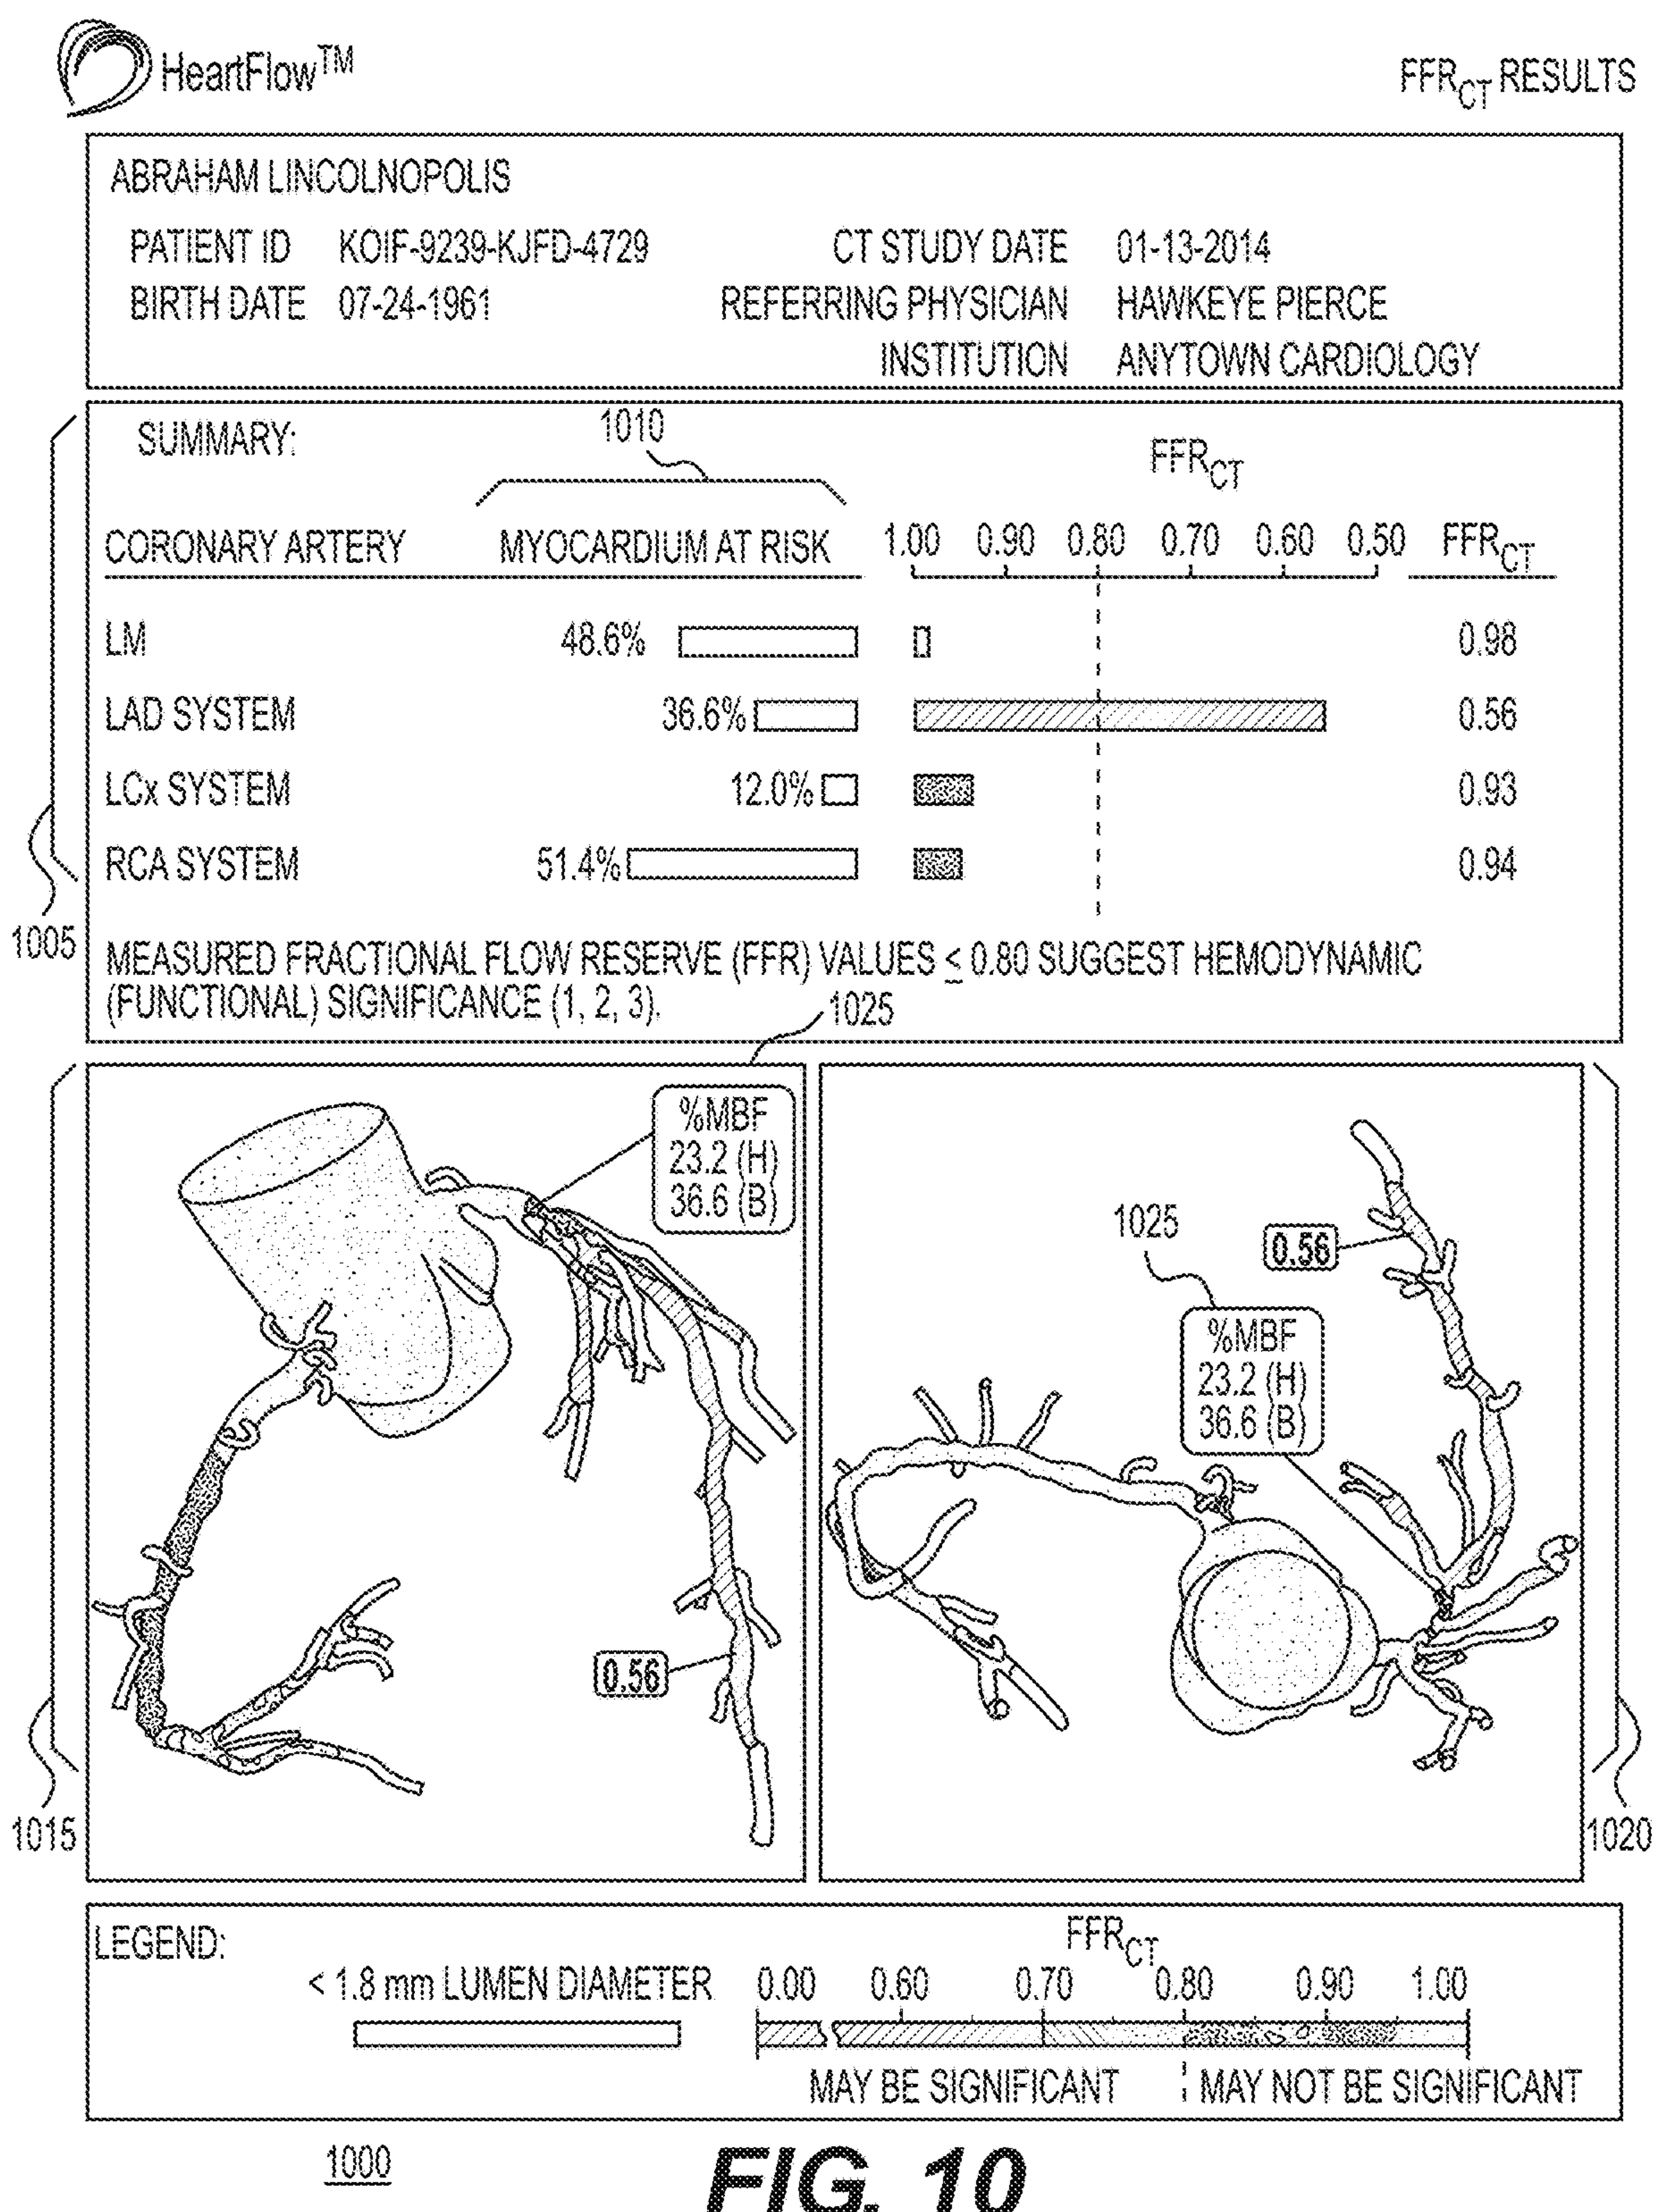 HeartFlow™
FFRCT RESULTS
ABRAHAM LINCOLNOPOLIS
PATIENT ID KOIF-9239-KJFD-4729 CT STUDY DATE 01-13-2014
BIRTH DATE 07-24-1961 REFERRING PHYSICIAN HAWKEYE PIERCE
INSTITUTION ANYTOWN CARDIOLOGY
1010
SUMMARY: FFRCT
CORONARY ARTERY MYOCARDIUM AT RISK 1.00 0.90 0.80 0.70 0.60 0.50 FFRCT
LM 48.6% 0.98
LAD SYSTEM 36.6% 0.56
LCx SYSTEM 12.0% 0.93
RCA SYSTEM 51.4% 0.94
1005
MEASURED FRACTIONAL FLOW RESERVE (FFR) VALUES ≤ 0.80 SUGGEST HEMODYNAMIC
(FUNCTIONAL) SIGNIFICANCE (1, 2, 3).
1025
%MBF
23.2 (H)
36.6 (B)
0.56
1015
1025
0.56
%MBF
23.2 (H)
36.6 (B)
1020
LEGEND: FFRCT
< 1.8 mm LUMEN DIAMETER 0.00 0.60 0.70 0.80 0.90 1.00
MAY BE SIGNIFICANT MAY NOT BE SIGNIFICANT
1000
FIG. 10